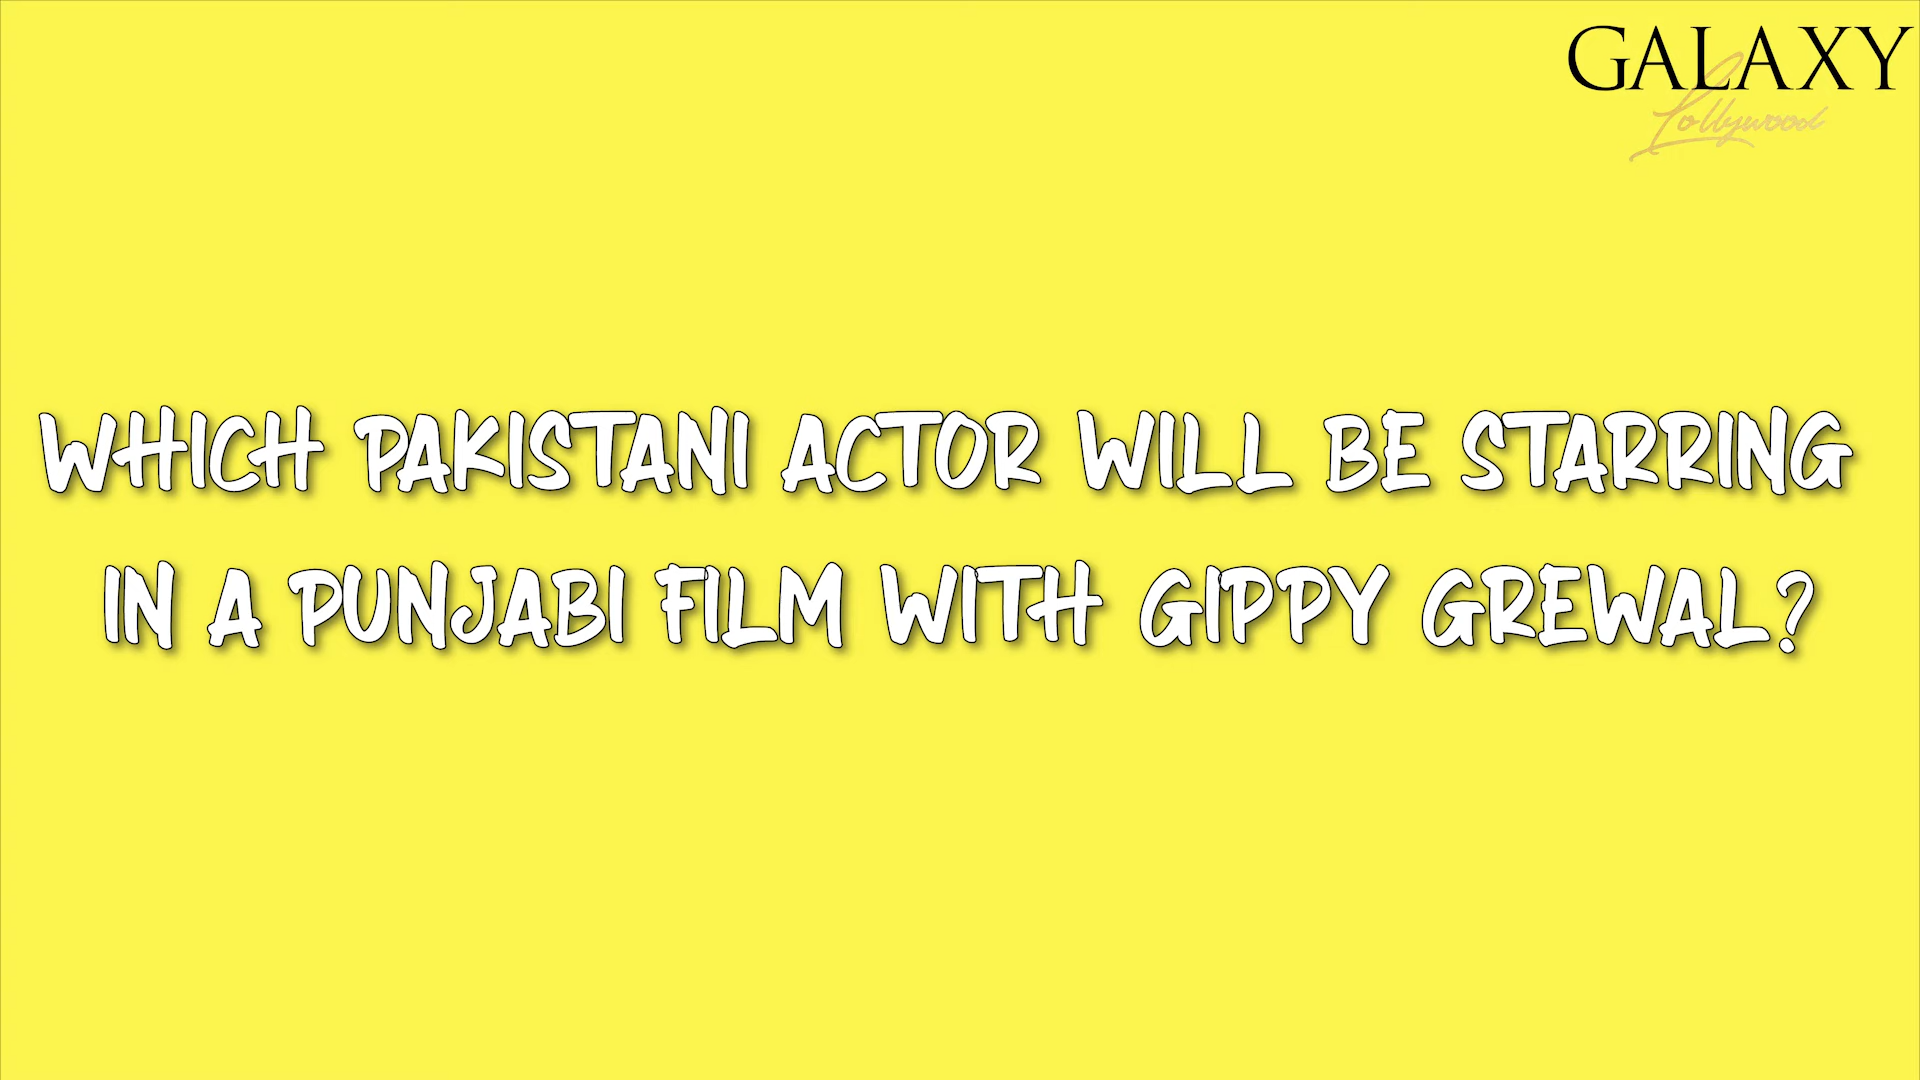 GALAXY
Lollywood
WHICH PAKISTANI ACTOR WILL BE STARRING
IN A PUNJABI FILM WITH GIPPY GREWAL?